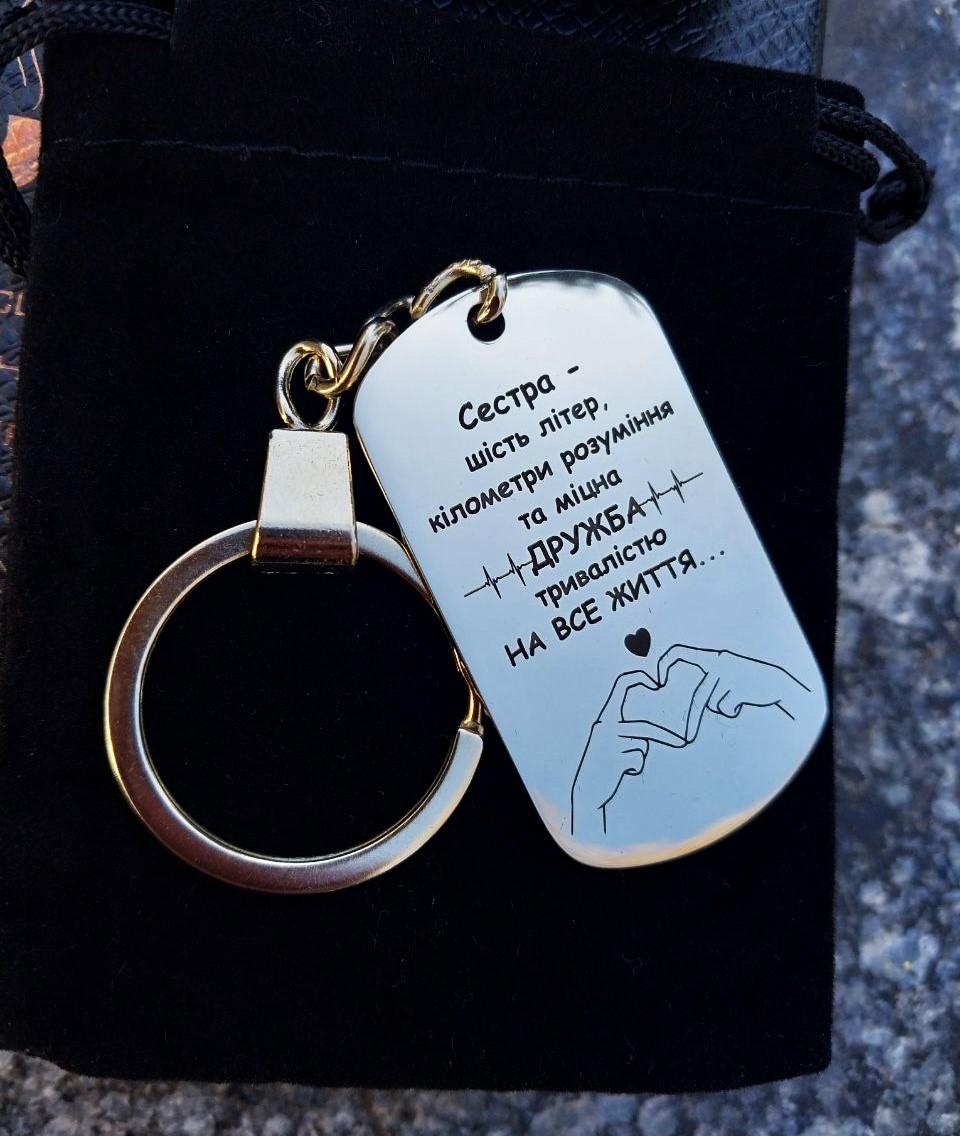 Сестра -
шість літер,
кілометри розуміння
та міцна
ДРУЖБА
тривалістю
НА ВСЕ ЖИТТЯ...